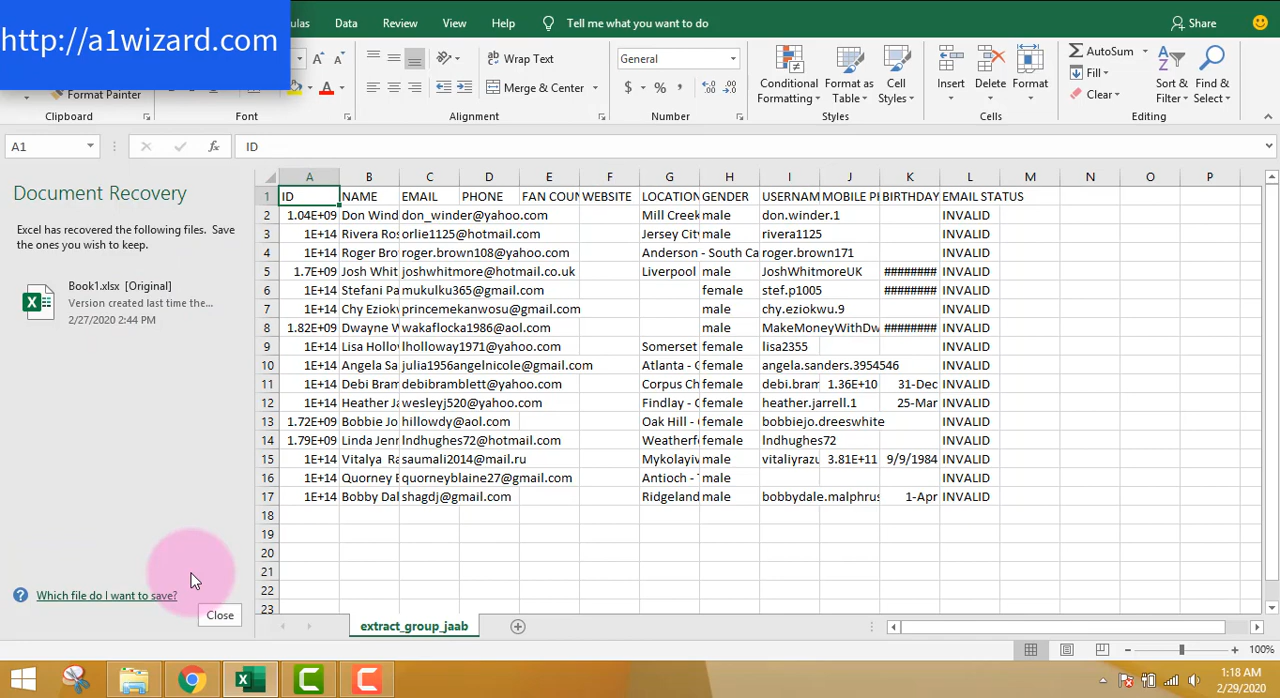 http://a1wizard.com
ulas Data Review View Help Tell me what you want to do Share
Wrap Text General AutoSum
Fill
Format Painter Merge & Center $ % Conditional Formatting Format as Table Cell Styles Insert Delete Format Clear Sort & Filter Find & Select
Clipboard Font Alignment Number Styles Cells Editing
A1 fx ID
A B C D E F G H I J K L M N O P
Document Recovery
Excel has recovered the following files. Save
the ones you wish to keep.
Book1.xlsx [Original]
Version created last time the...
2/27/2020 2:44 PM
Which file do I want to save?
Close
1 ID NAME EMAIL PHONE FAN COUN WEBSITE LOCATION GENDER USERNAM MOBILE PH BIRTHDAY EMAIL STATUS
2 1.04E+09 Don Wind don_winder@yahoo.com Mill Creek male don.winder.1 INVALID
3 1E+14 Rivera Ros orlie1125@hotmail.com Jersey City male rivera1125 INVALID
4 1E+14 Roger Bro roger.brown108@yahoo.com Anderson - South Ca roger.brown171 INVALID
5 1.7E+09 Josh Whit joshwhitmore@hotmail.co.uk Liverpool male JoshWhitmoreUK ######## INVALID
6 1E+14 Stefani Pa mukulku365@gmail.com female stef.p1005 ######## INVALID
7 1E+14 Chy Eziok princemekanwosu@gmail.com male chy.eziokwu.9 INVALID
8 1.82E+09 Dwayne W wakaflocka1986@aol.com male MakeMoneyWithDw ######## INVALID
9 1E+14 Lisa Hollo lholloway1971@yahoo.com Somerset female lisa2355 INVALID
10 1E+14 Angela Sa julia1956angelnicole@gmail.com Atlanta - G female angela.sanders.3954546 INVALID
11 1E+14 Debi Bram debibramblett@yahoo.com Corpus Ch female debi.bram 1.36E+10 31-Dec INVALID
12 1E+14 Heather Ja wesleyj520@yahoo.com Findlay - female heather.jarrell.1 25-Mar INVALID
13 1.72E+09 Bobbie Jo hillowdy@aol.com Oak Hill - female bobbiejo.dreeswhite INVALID
14 1.79E+09 Linda Jenn lndhughes72@hotmail.com Weatherf female lndhughes72 INVALID
15 1E+14 Vitalya Ra saumali2014@mail.ru Mykolayiv male vitaliyrazu 3.81E+11 9/9/1984 INVALID
16 1E+14 Quorney B quorneyblaine27@gmail.com Antioch - male INVALID
17 1E+14 Bobby Dal shagdj@gmail.com Ridgeland male bobbydale.malphrus 1-Apr INVALID
18
19
20
21
22
23
extract_group_jaab
100%
1:18 AM
2/29/2020